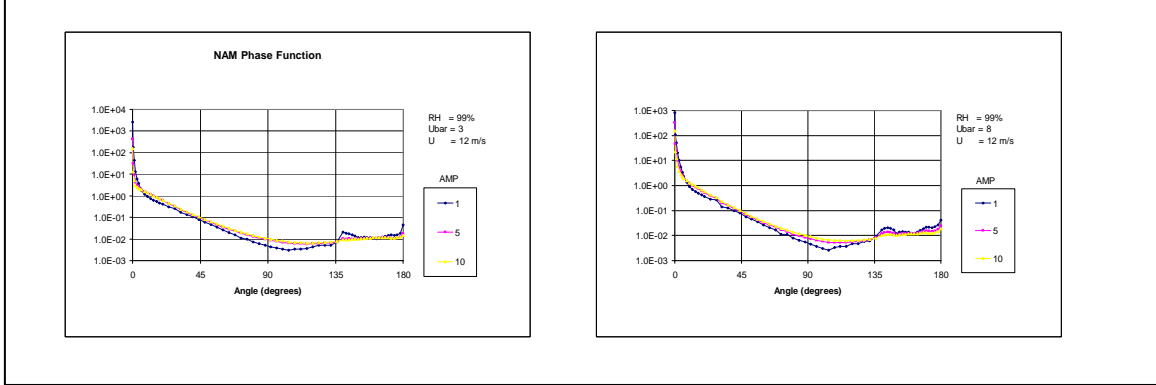 NAM Phase Function
1.0E+04
1.0E+03
1.0E+02
1.0E+01
1.0E+00
1.0E-01
1.0E-02
1.0E-03
0 45 90 135 180
Angle (degrees)
RH = 99%
Ubar = 3
U = 12 m/s
AMP
1
5
10
1.0E+03
1.0E+02
1.0E+01
1.0E+00
1.0E-01
1.0E-02
1.0E-03
0 45 90 135 180
Angle (degrees)
RH = 99%
Ubar = 8
U = 12 m/s
AMP
1
5
10